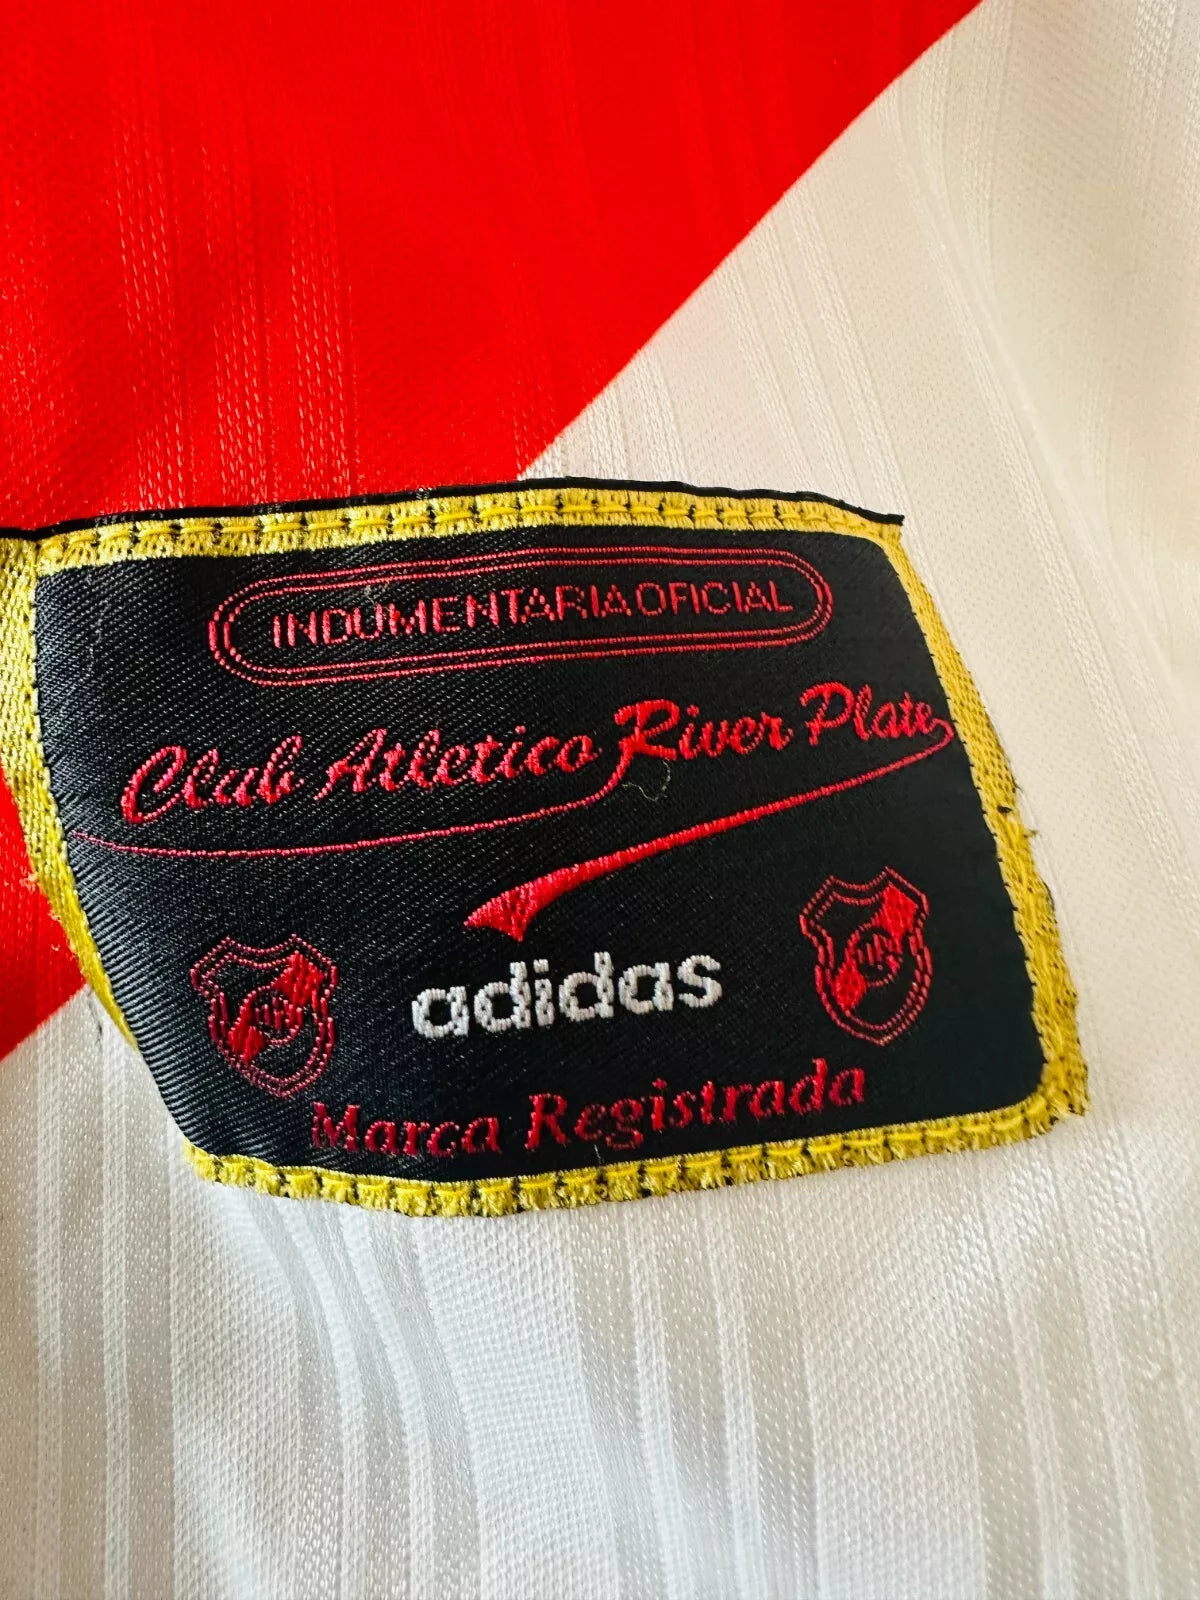 INDUMENTARIA OFICIAL
Club Atletico River Plate
adidas
Marca Registrada